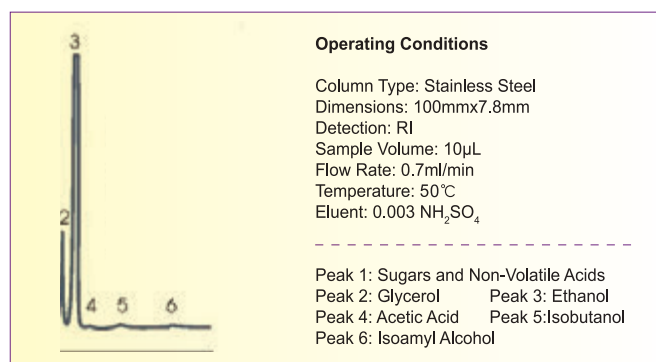 3
2
4 5 6
Operating Conditions
Column Type: Stainless Steel
Dimensions: 100mmx7.8mm
Detection: RI
Sample Volume: 10μL
Flow Rate: 0.7ml/min
Temperature: 50℃
Eluent: 0.003 NH₂SO₄
Peak 1: Sugars and Non-Volatile Acids
Peak 2: Glycerol Peak 3: Ethanol
Peak 4: Acetic Acid Peak 5:Isobutanol
Peak 6: Isoamyl Alcohol